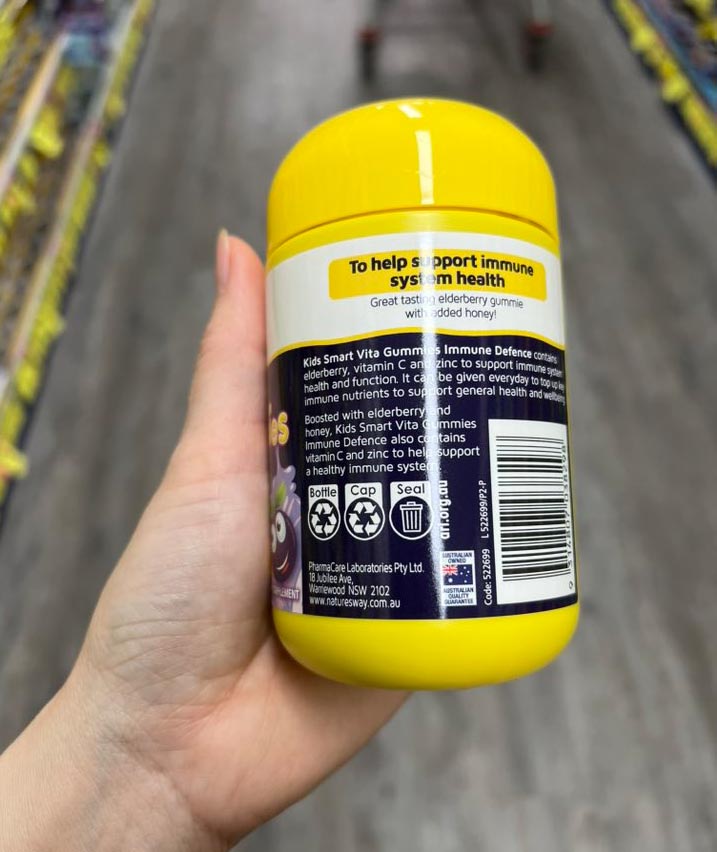 To help support immune
system health
Great tasting elderberry gummie
with added honey!
Kids Smart Vita Gummies Immune Defence contains
elderberry, vitamin C and zinc to support immune system
health and function. It can be given everyday to top up key
immune nutrients to support general health and wellbeing
Boosted with elderberry and
honey, Kids Smart Vita Gummies
Immune Defence also contains
vitamin C and zinc to help support
a healthy immune system.
Bottle Cap Seal
arl.org.au
PharmaCare Laboratories Pty Ltd.
18 Jubilee Ave,
Warriewood NSW 2102
www.naturesway.com.au
AUSTRALIAN
OWNED
AUSTRALIAN
QUALITY
GUARANTEE
Code: 522699 L 522699/P2-P